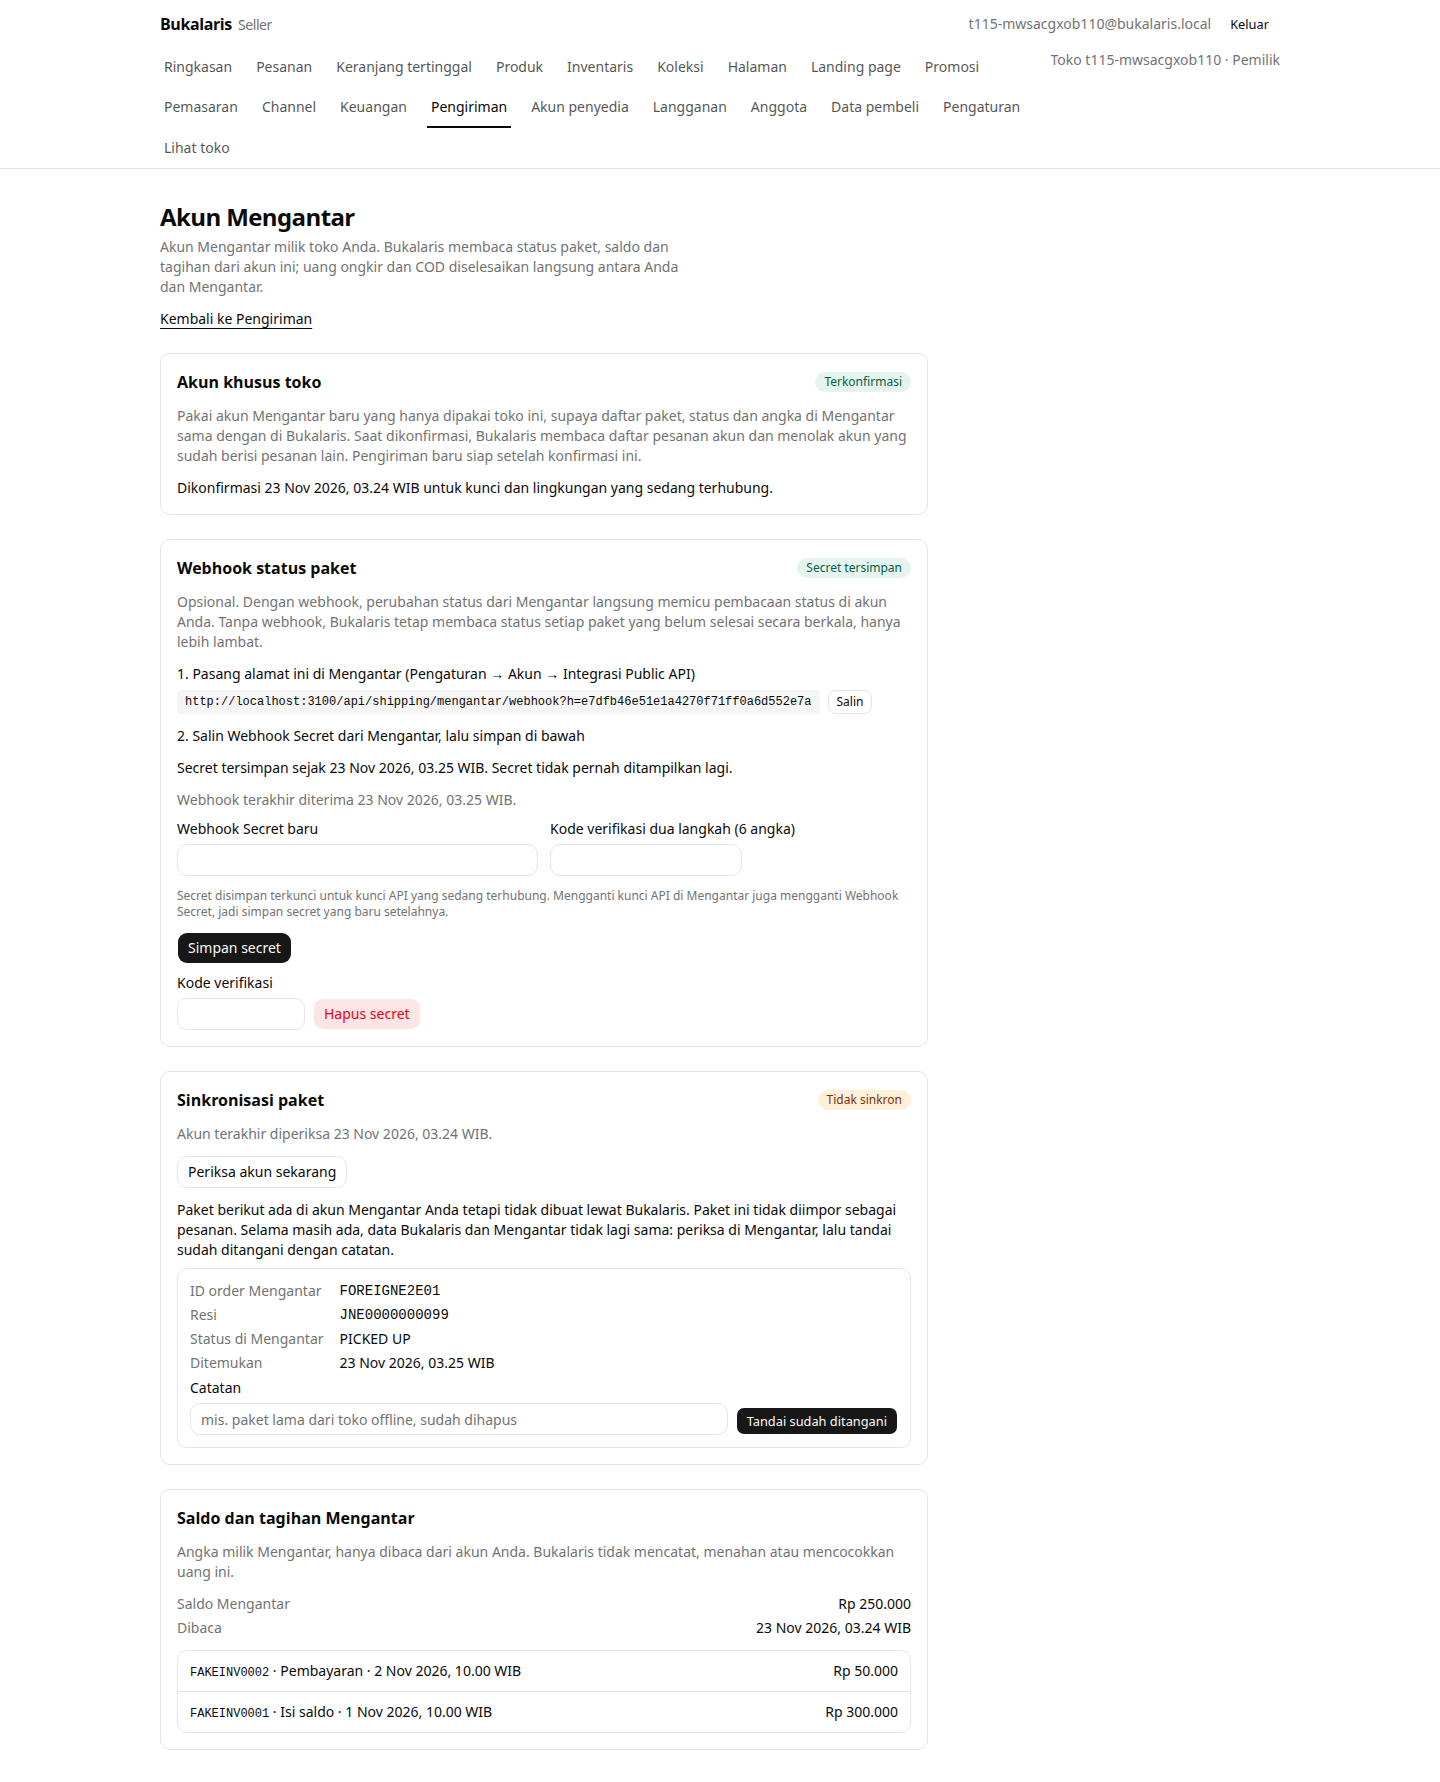 Bukalaris Seller
t115-mwsacgxob110@bukalaris.local Keluar
Ringkasan Pesanan Keranjang tertinggal Produk Inventaris Koleksi Halaman Landing page Promosi
Toko t115-mwsacgxob110 · Pemilik
Pemasaran Channel Keuangan Pengiriman Akun penyedia Langganan Anggota Data pembeli Pengaturan
Lihat toko
Akun Mengantar
Akun Mengantar milik toko Anda. Bukalaris membaca status paket, saldo dan
tagihan dari akun ini; uang ongkir dan COD diselesaikan langsung antara Anda
dan Mengantar.
Kembali ke Pengiriman
Akun khusus toko
Terkonfirmasi
Pakai akun Mengantar baru yang hanya dipakai toko ini, supaya daftar paket, status dan angka di Mengantar
sama dengan di Bukalaris. Saat dikonfirmasi, Bukalaris membaca daftar pesanan akun dan menolak akun yang
sudah berisi pesanan lain. Pengiriman baru siap setelah konfirmasi ini.
Dikonfirmasi 23 Nov 2026, 03.24 WIB untuk kunci dan lingkungan yang sedang terhubung.
Webhook status paket
Secret tersimpan
Opsional. Dengan webhook, perubahan status dari Mengantar langsung memicu pembacaan status di akun
Anda. Tanpa webhook, Bukalaris tetap membaca status setiap paket yang belum selesai secara berkala, hanya
lebih lambat.
1. Pasang alamat ini di Mengantar (Pengaturan → Akun → Integrasi Public API)
http://localhost:3100/api/shipping/mengantar/webhook?h=e7dfb46e51e1a4270f71ff0a6d552e7a Salin
2. Salin Webhook Secret dari Mengantar, lalu simpan di bawah
Secret tersimpan sejak 23 Nov 2026, 03.25 WIB. Secret tidak pernah ditampilkan lagi.
Webhook terakhir diterima 23 Nov 2026, 03.25 WIB.
Webhook Secret baru Kode verifikasi dua langkah (6 angka)
Secret disimpan terkunci untuk kunci API yang sedang terhubung. Mengganti kunci API di Mengantar juga mengganti Webhook
Secret, jadi simpan secret yang baru setelahnya.
Simpan secret
Kode verifikasi
Hapus secret
Sinkronisasi paket
Tidak sinkron
Akun terakhir diperiksa 23 Nov 2026, 03.24 WIB.
Periksa akun sekarang
Paket berikut ada di akun Mengantar Anda tetapi tidak dibuat lewat Bukalaris. Paket ini tidak diimpor sebagai
pesanan. Selama masih ada, data Bukalaris dan Mengantar tidak lagi sama: periksa di Mengantar, lalu tandai
sudah ditangani dengan catatan.
ID order Mengantar FOREIGNE2E01
Resi JNE0000000099
Status di Mengantar PICKED UP
Ditemukan 23 Nov 2026, 03.25 WIB
Catatan
mis. paket lama dari toko offline, sudah dihapus Tandai sudah ditangani
Saldo dan tagihan Mengantar
Angka milik Mengantar, hanya dibaca dari akun Anda. Bukalaris tidak mencatat, menahan atau mencocokkan
uang ini.
Saldo Mengantar Rp 250.000
Dibaca 23 Nov 2026, 03.24 WIB
FAKEINV0002 · Pembayaran · 2 Nov 2026, 10.00 WIB Rp 50.000
FAKEINV0001 · Isi saldo · 1 Nov 2026, 10.00 WIB Rp 300.000